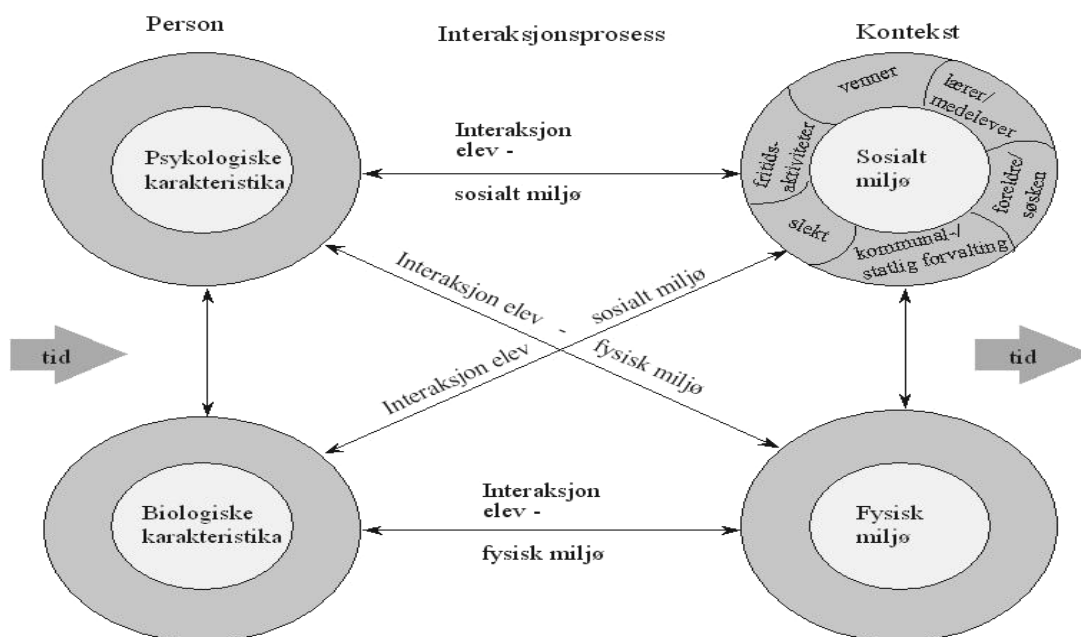 Person
Interaksjonsprosess
Kontekst
Psykologiske
karakteristika
Interaksjon
elev -
sosialt miljø
venner
lærer/
medelever
fritids-
aktiviteter
Sosialt
miljø
foreldre/
søsken
slekt
kommunal-/
statlig forvalting
Interaksjon elev - fysisk miljø
Interaksjon elev - sosialt miljø
tid
tid
Biologiske
karakteristika
Interaksjon
elev -
fysisk miljø
Fysisk
miljø